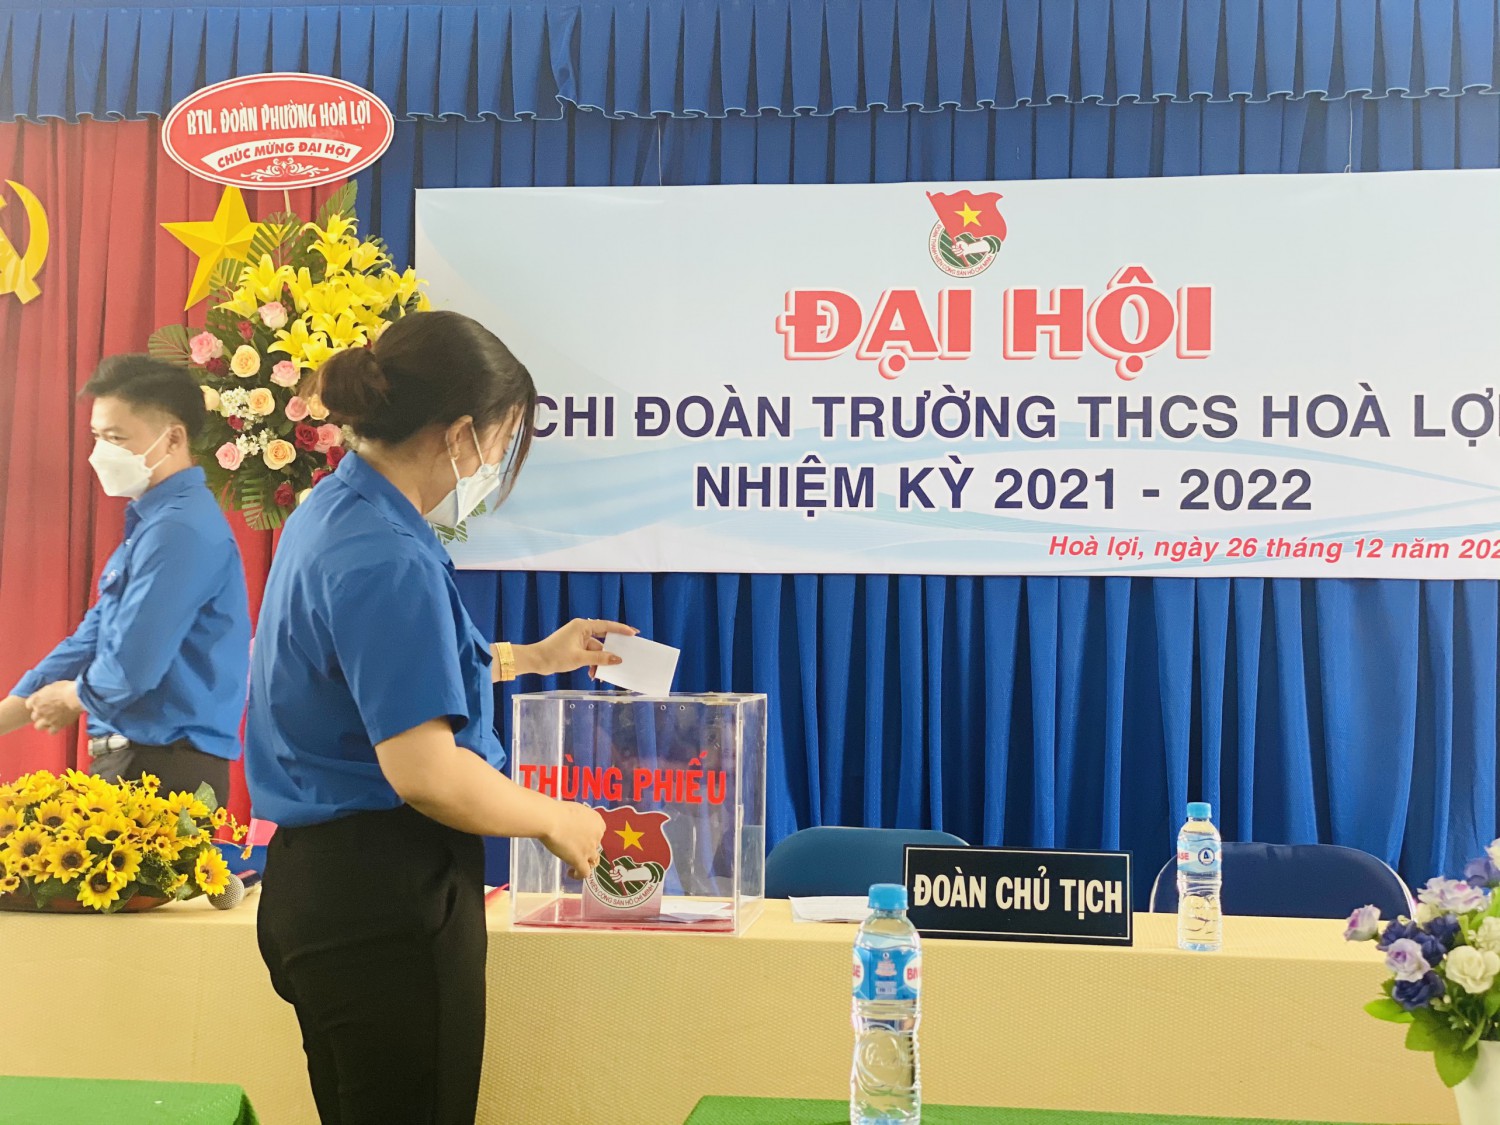 BTV. ĐOÀN PHƯỜNG HOÀ LỢI
CHÚC MỪNG ĐẠI HỘI
ĐẠI HỘI
CHI ĐOÀN TRƯỜNG THCS HOÀ LỢI
NHIỆM KỲ 2021 - 2022
Hoà lợi, ngày 26 tháng 12 năm 202
THÙNG PHIẾU
ĐOÀN CHỦ TỊCH